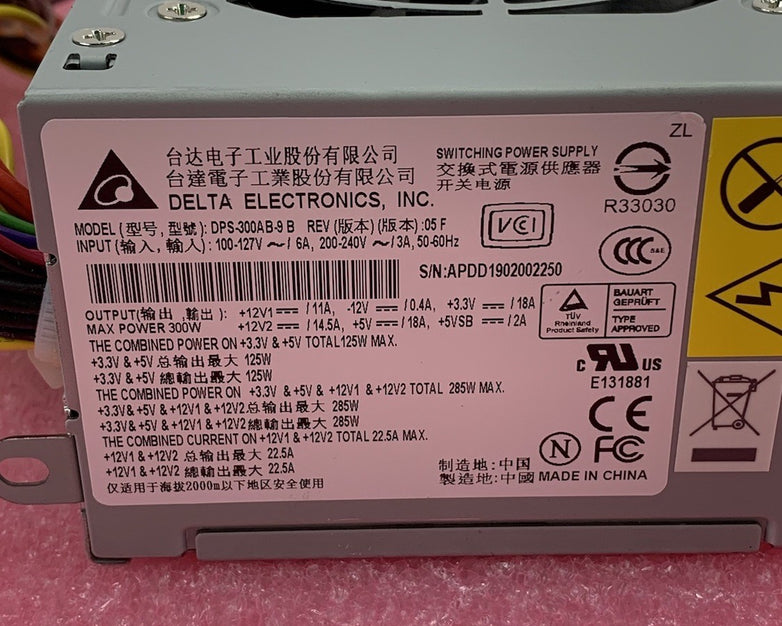 ZL
台达电子工业股份有限公司
台達電子工業股份有限公司
DELTA ELECTRONICS, INC.
SWITCHING POWER SUPPLY
交換式電源供應器
开关电源
R33030
MODEL (型号, 型號): DPS-300AB-9 B REV (版本) (版本) :05 F
INPUT (输入, 輸入) : 100-127V ~/ 6A, 200-240V ~/ 3A, 50-60Hz
VCI
CCC S&E
S/N:APDD1902002250
OUTPUT(输出 ,輸出 ): +12V1 ⎓ / 11A, -12V ⎓ / 0.4A, +3.3V ⎓ / 18A
MAX POWER 300W +12V2 ⎓ / 14.5A, +5V ⎓ / 18A, +5VSB ⎓ / 2A
TÜV
Rheinland
Product Safety
BAUART
GEPRÜFT
TYPE
APPROVED
THE COMBINED POWER ON +3.3V & +5V TOTAL125W MAX.
+3.3V & +5V 总输出最大 125W
+3.3V & +5V 總輸出最大 125W
THE COMBINED POWER ON +3.3V & +5V & +12V1 & +12V2 TOTAL 285W MAX.
+3.3V& +5V & +12V1 & +12V2 总输出最大 285W
+3.3V& +5V & +12V1 & +12V2 總輸出最大 285W
THE COMBINED CURRENT ON +12V1 & +12V2 TOTAL 22.5A MAX.
+12V1 & +12V2 总输出最大 22.5A
+12V1 & +12V2 總輸出最大 22.5A
仅适用于海拔2000m以下地区安全使用
c RU US
E131881
CE
N FC
制造地: 中国
製造地: 中國 MADE IN CHINA